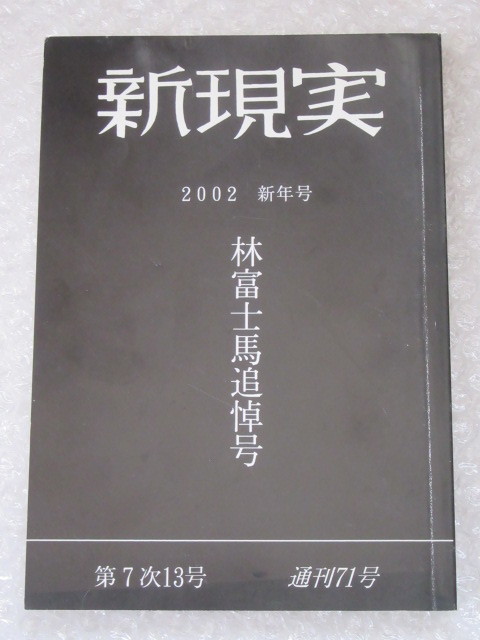 新現実
2002 新年号
林富士馬追悼号
第7次13号
通刊71号